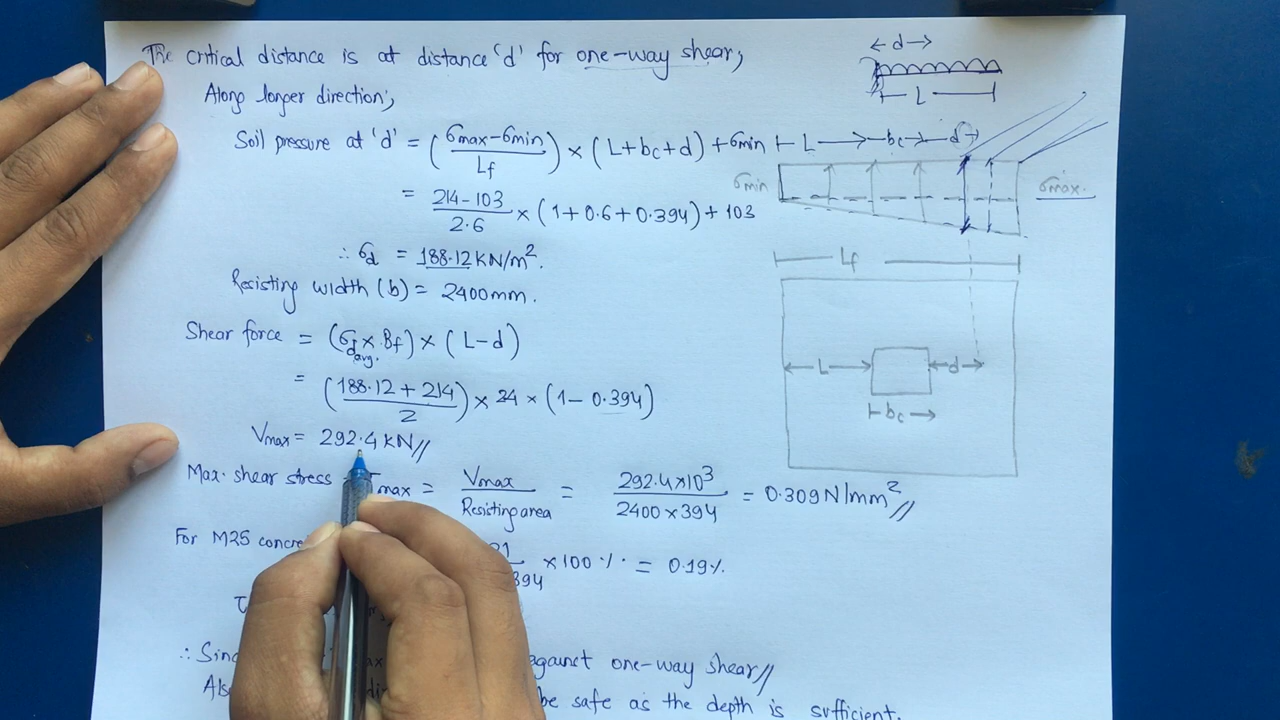 The critical distance is at distance 'd' for one-way shear,
Along longer direction,
Soil pressure at 'd' = (σmax-σmin / Lf) × (L+bc+d) + σmin
= 214-103 / 2.6 × (1+0.6+0.394) + 103
∴ σd = 188.12 KN/m².
Resisting width (b) = 2400mm.
Shear force = (σd avg. × Bf) × (L-d)
= (188.12 + 214 / 2) × 24 × (1-0.394)
Vmax = 292.4 KN//
Max. shear stress max = Vmax / Resisting area = 292.4×10³ / 2400 × 394 = 0.309 N/mm²//
For M25 × 100 % = 0.19%
394
against one-way shear//
be safe as the depth is sufficient.
d
L
L bc d
σmin σmax.
Lf
L d
bc